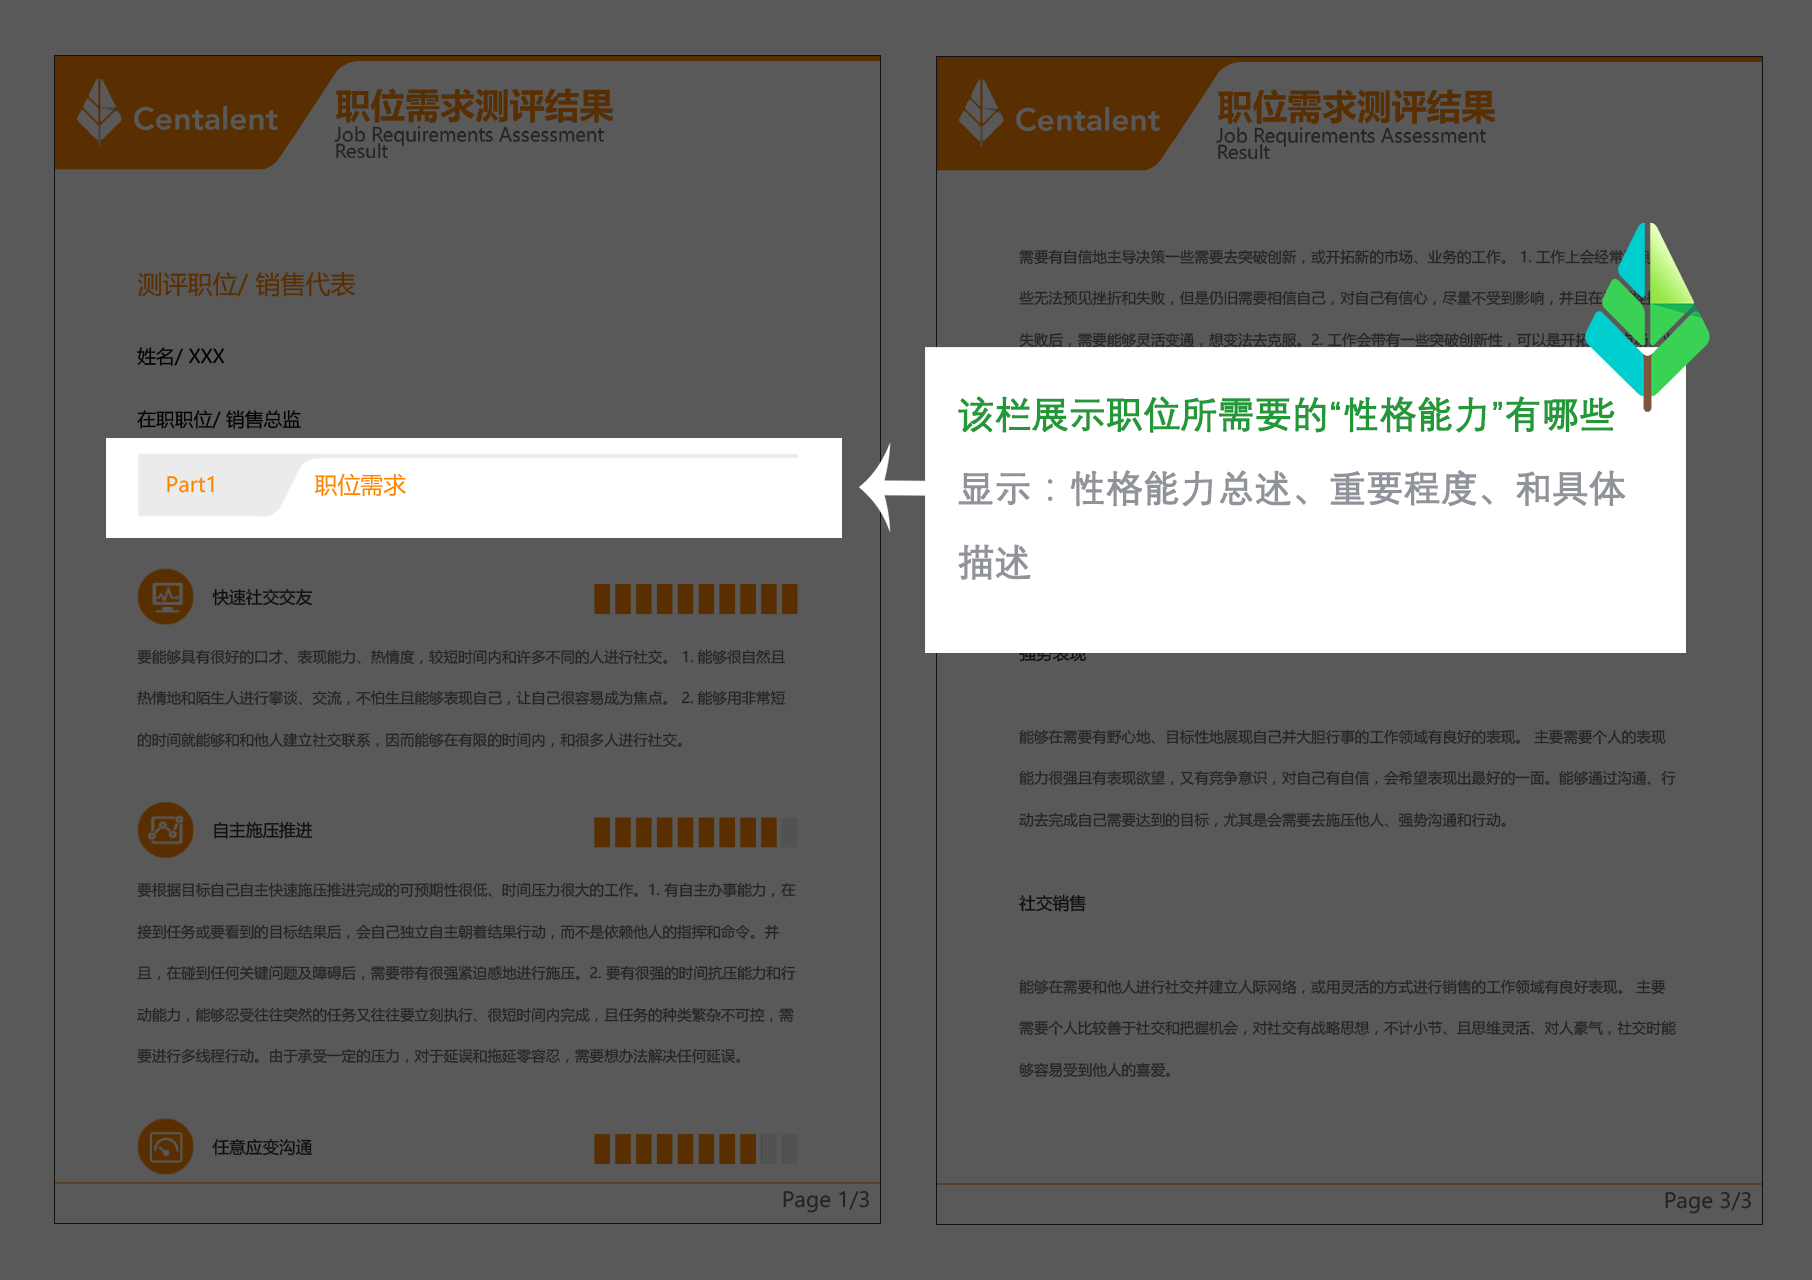 Centalent
职位需求测评结果
Job Requirements Assessment
Result
测评职位/ 销售代表
姓名/ XXX
在职职位/ 销售总监
Part1
职位需求
快速社交交友
要能够具有很好的口才、表现能力、热情度，较短时间内和许多不同的人进行社交。 1. 能够很自然且
热情地和陌生人进行攀谈、交流，不怕生且能够表现自己，让自己很容易成为焦点。 2. 能够用非常短
的时间就能够和和他人建立社交联系，因而能够在有限的时间内，和很多人进行社交。
自主施压推进
要根据目标自己自主快速施压推进完成的可预期性很低、时间压力很大的工作。1. 有自主办事能力，在
接到任务或要看到的目标结果后，会自己独立自主朝着结果行动，而不是依赖他人的指挥和命令。并
且，在碰到任何关键问题及障碍后，需要带有很强紧迫感地进行施压。2. 要有很强的时间抗压能力和行
动能力，能够忍受往往突然的任务又往往要立刻执行、很短时间内完成，且任务的种类繁杂不可控，需
要进行多线程行动。由于承受一定的压力，对于延误和拖延零容忍，需要想办法解决任何延误。
任意应变沟通
Page 1/3
Centalent
职位需求测评结果
Job Requirements Assessment
Result
需要有自信地主导决策一些需要去突破创新，或开拓新的市场、业务的工作。 1. 工作上会经常
些无法预见挫折和失败，但是仍旧需要相信自己，对自己有信心，尽量不受到影响，并且在
失败后，需要能够灵活变通，想变法去克服。2. 工作会带有一些突破创新性，可以是开拓
该栏展示职位所需要的“性格能力”有哪些
显示：性格能力总述、重要程度、和具体
描述
强势表现
能够在需要有野心地、目标性地展现自己并大胆行事的工作领域有良好的表现。 主要需要个人的表现
能力很强且有表现欲望，又有竞争意识，对自己有自信，会希望表现出最好的一面。能够通过沟通、行
动去完成自己需要达到的目标，尤其是会需要去施压他人、强势沟通和行动。
社交销售
能够在需要和他人进行社交并建立人际网络，或用灵活的方式进行销售的工作领域有良好表现。 主要
需要个人比较善于社交和把握机会，对社交有战略思想，不计小节、且思维灵活、对人豪气，社交时能
够容易受到他人的喜爱。
Page 3/3